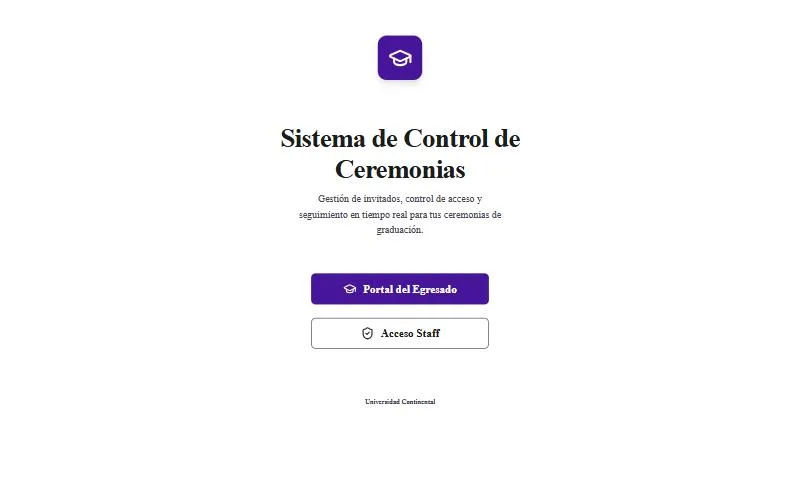 Sistema de Control de
Ceremonias
Gestión de invitados, control de acceso y
seguimiento en tiempo real para tus ceremonias de
graduación.
Portal del Egresado
Acceso Staff
Universidad Continental